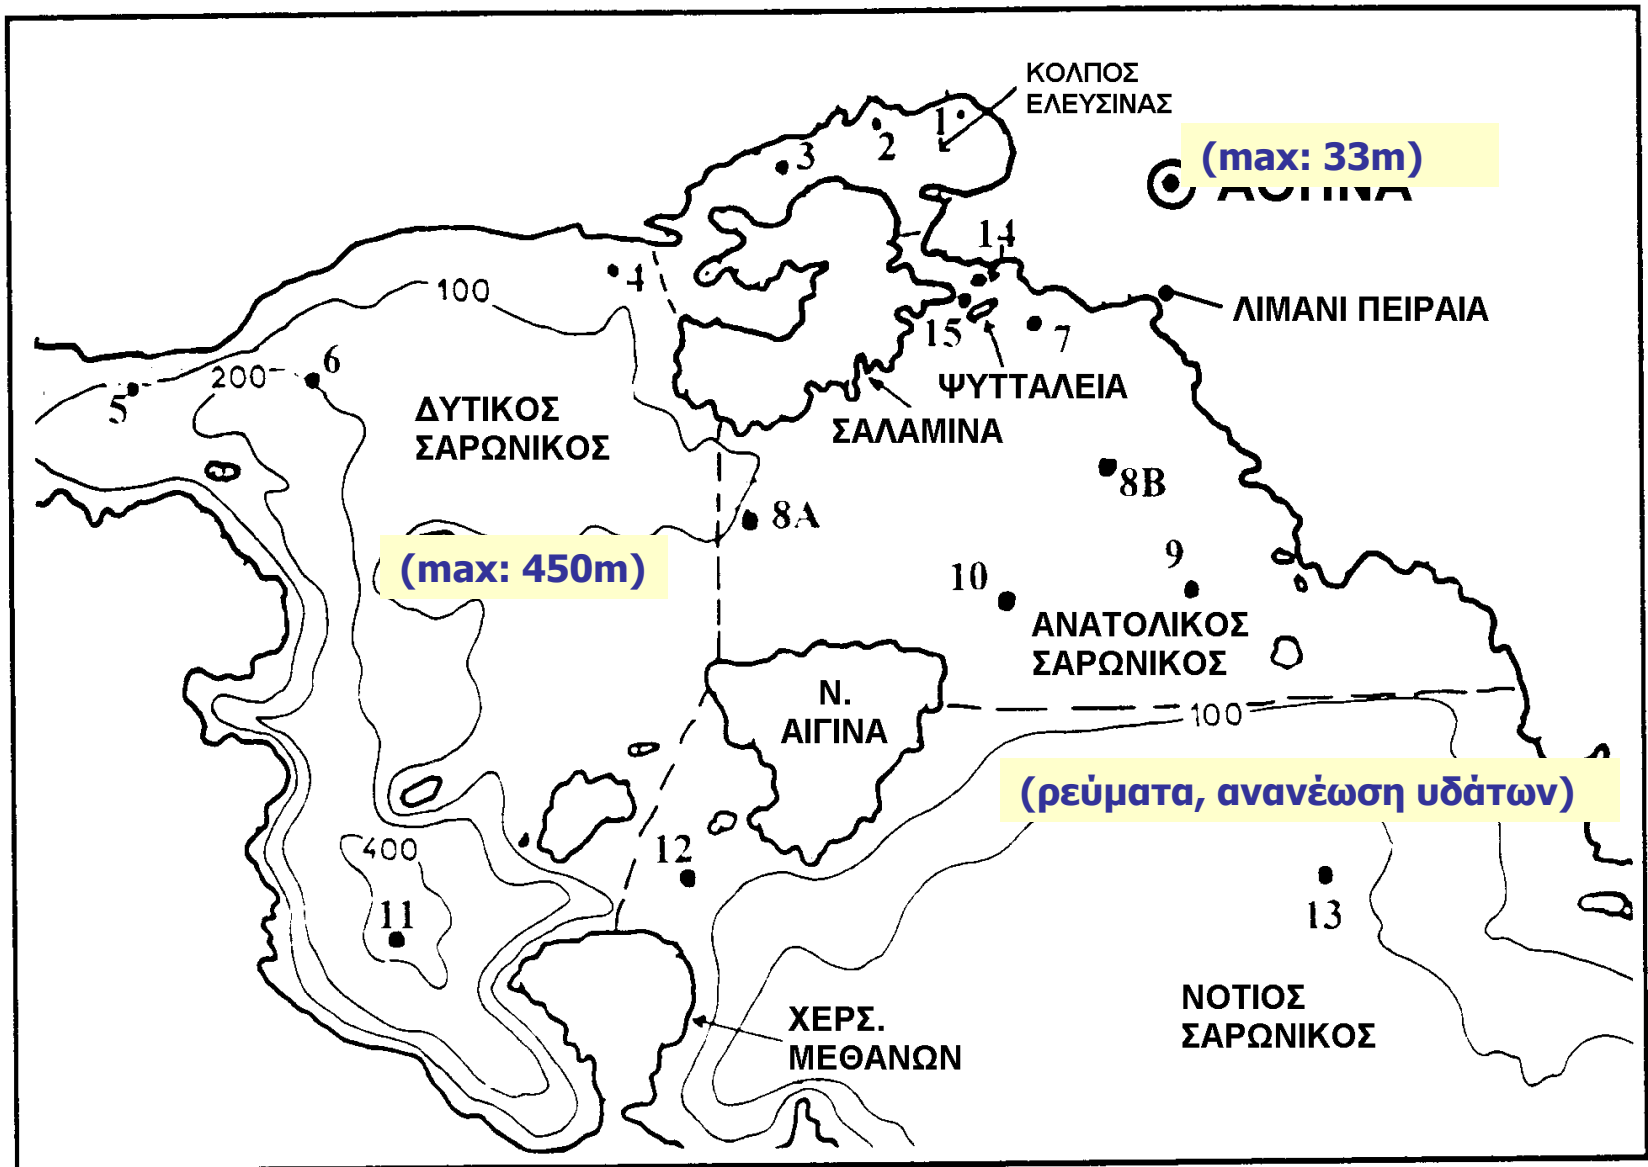 ΚΟΛΠΟΣ
ΕΛΕΥΣΙΝΑΣ
1
2
3
(max: 33m)
ΑΘΗΝΑ
14
4
100
ΛΙΜΑΝΙ ΠΕΙΡΑΙΑ
15
7
6
200
5
ΨΥΤΤΑΛΕΙΑ
ΔΥΤΙΚΟΣ
ΣΑΡΩΝΙΚΟΣ
ΣΑΛΑΜΙΝΑ
8B
8A
(max: 450m)
9
10
ΑΝΑΤΟΛΙΚΟΣ
ΣΑΡΩΝΙΚΟΣ
Ν.
ΑΙΓΙΝΑ
100
(ρεύματα, ανανέωση υδάτων)
400
12
11
13
ΝΟΤΙΟΣ
ΣΑΡΩΝΙΚΟΣ
ΧΕΡΣ.
ΜΕΘΑΝΩΝ